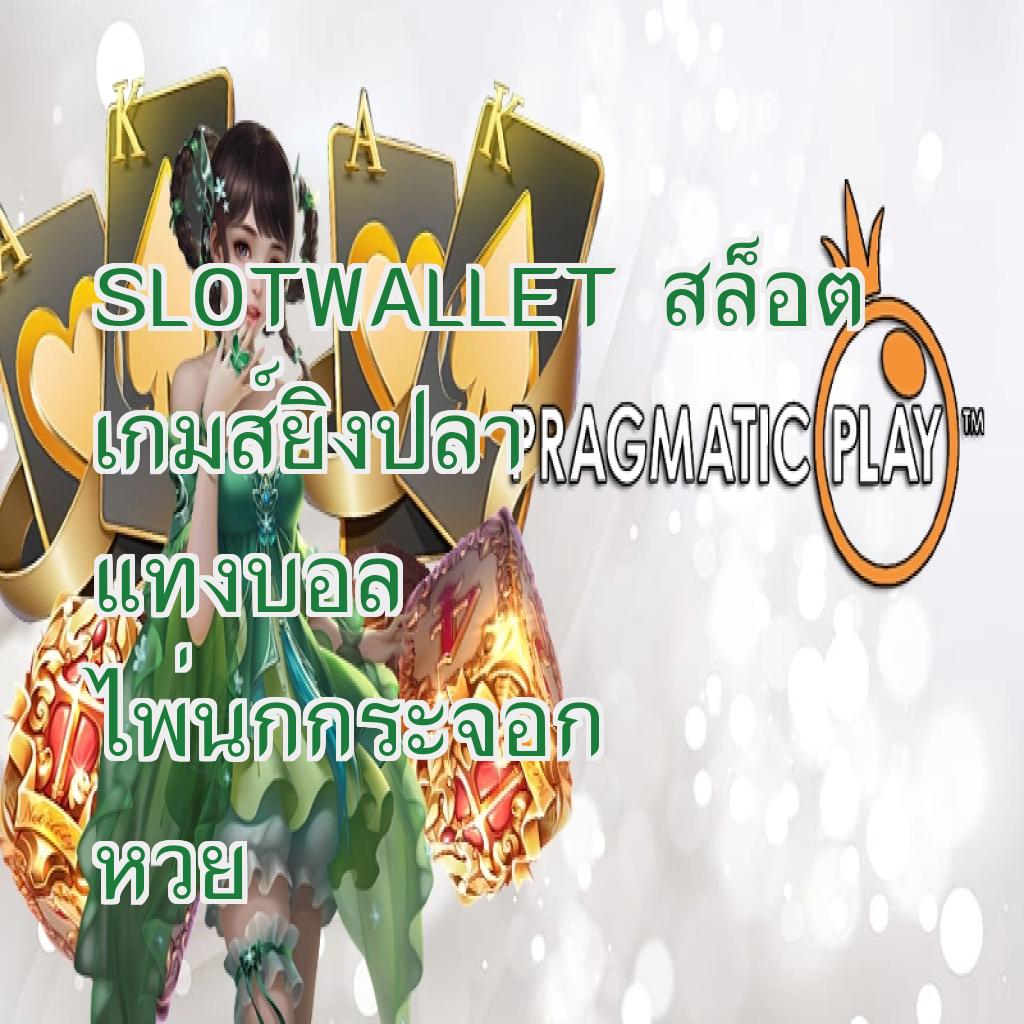 K
A
K
A
SLOTWALLET สล็อต
เกมส์ยิงปลา
PRAGMATIC PLAY™
แทงบอล
ไพ่นกกระจอก
หวย